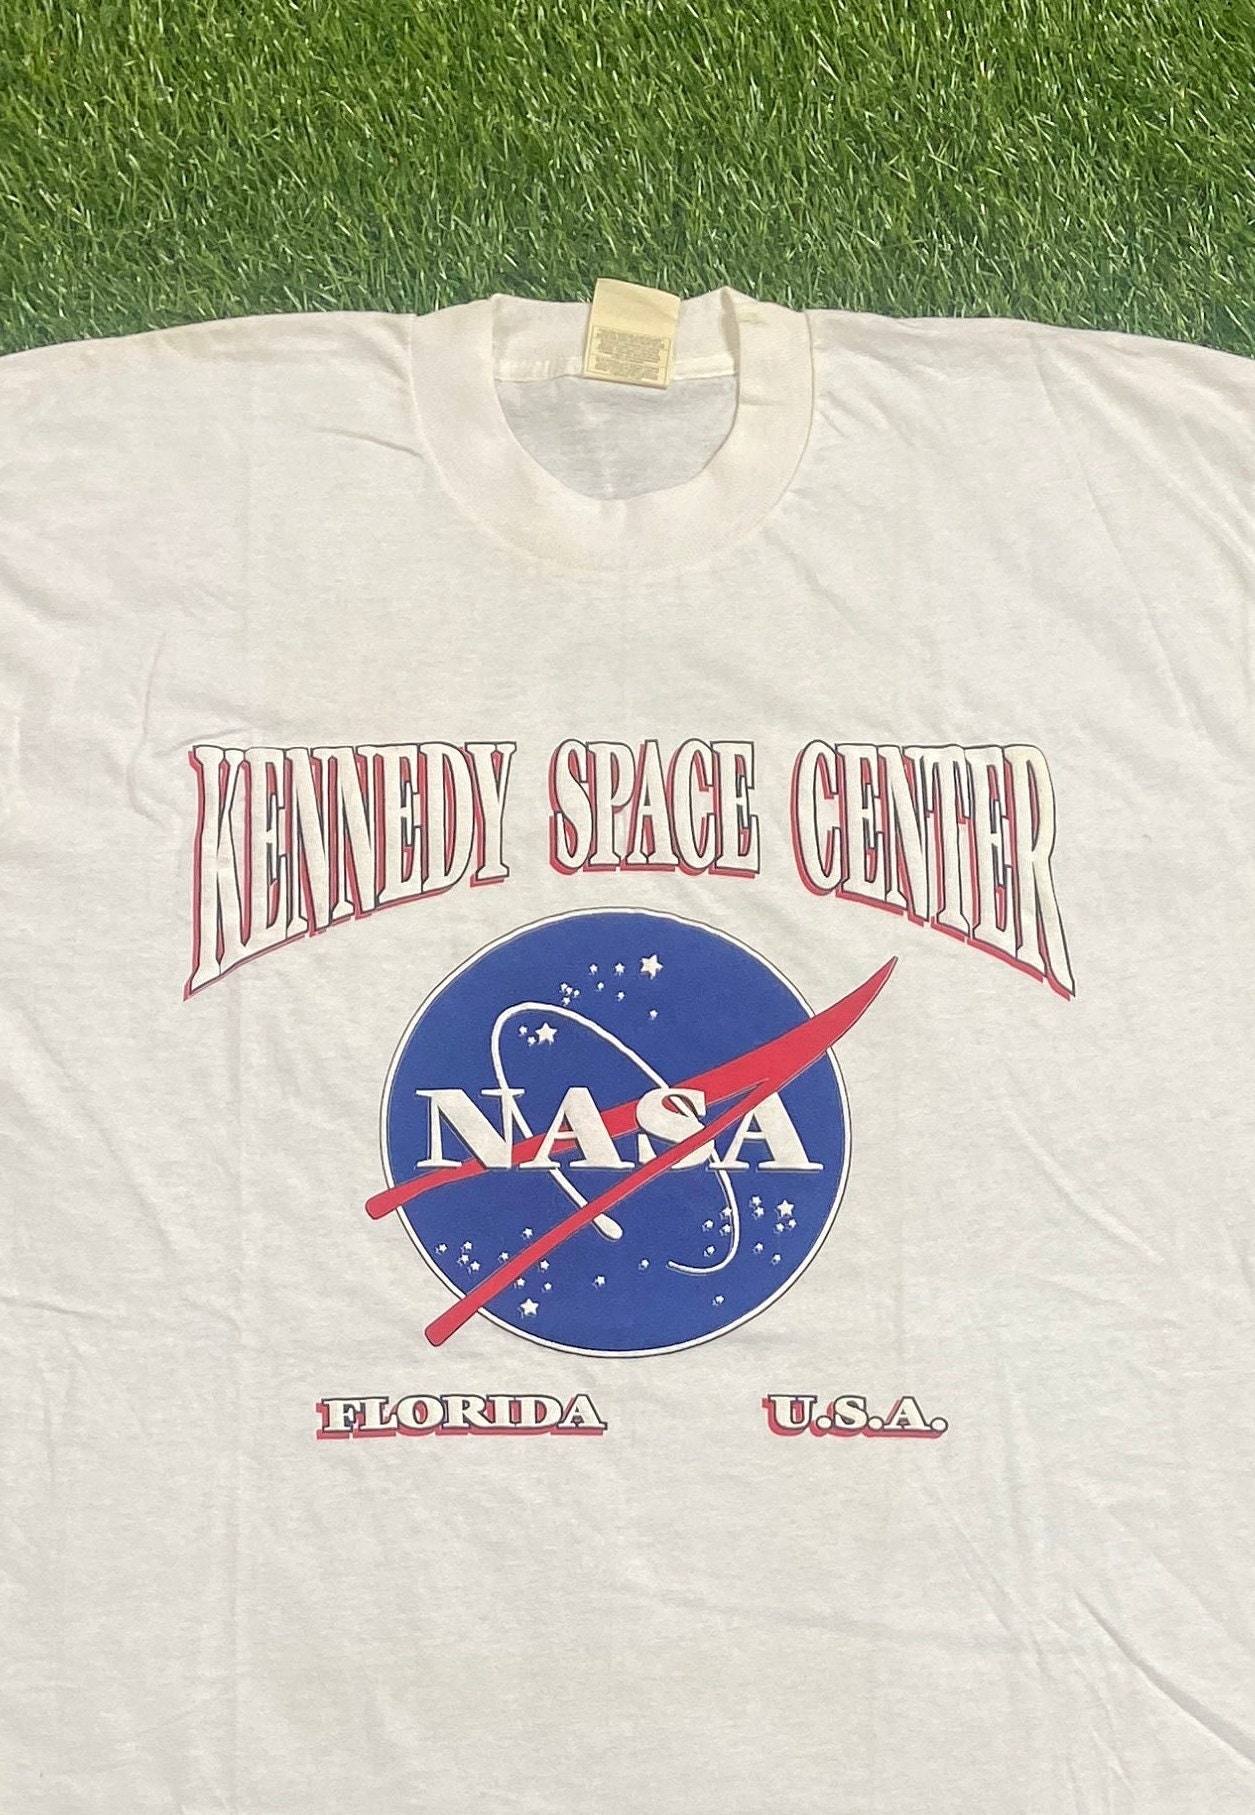 KENNEDY SPACE CENTER
NASA
FLORIDA U.S.A.